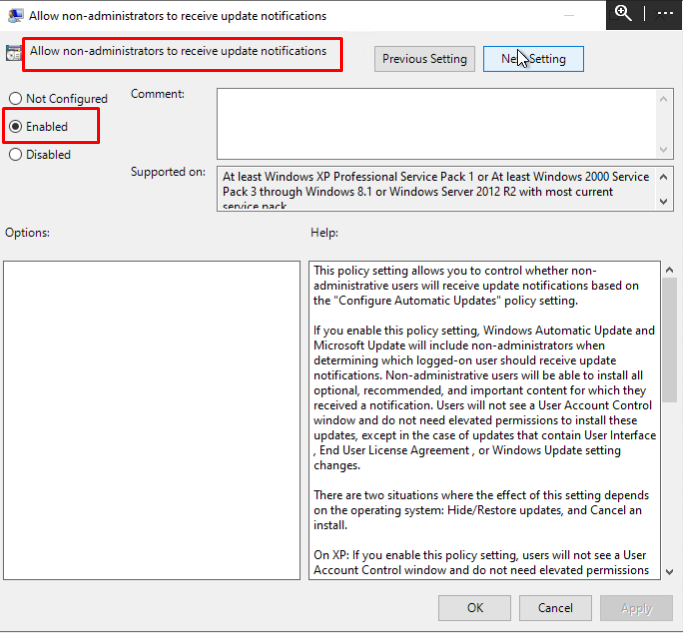 Allow non-administrators to receive update notifications
Allow non-administrators to receive update notifications
Previous Setting
Setting
Not Configured
Comment:
Enabled
Disabled
Supported on:
At least Windows XP Professional Service Pack 1 or At least Windows 2000 Service
Pack 3 through Windows 8.1 or Windows Server 2012 R2 with most current
service pack
Options:
Help:
This policy setting allows you to control whether non-
administrative users will receive update notifications based on
the "Configure Automatic Updates" policy setting.
If you enable this policy setting, Windows Automatic Update and
Microsoft Update will include non-administrators when
determining which logged-on user should receive update
notifications. Non-administrative users will be able to install all
optional, recommended, and important content for which they
received a notification. Users will not see a User Account Control
window and do not need elevated permissions to install these
updates, except in the case of updates that contain User Interface
, End User License Agreement , or Windows Update setting
changes.
There are two situations where the effect of this setting depends
on the operating system: Hide/Restore updates, and Cancel an
install.
On XP: If you enable this policy setting, users will not see a User
Account Control window and do not need elevated permissions
OK
Cancel
Apply